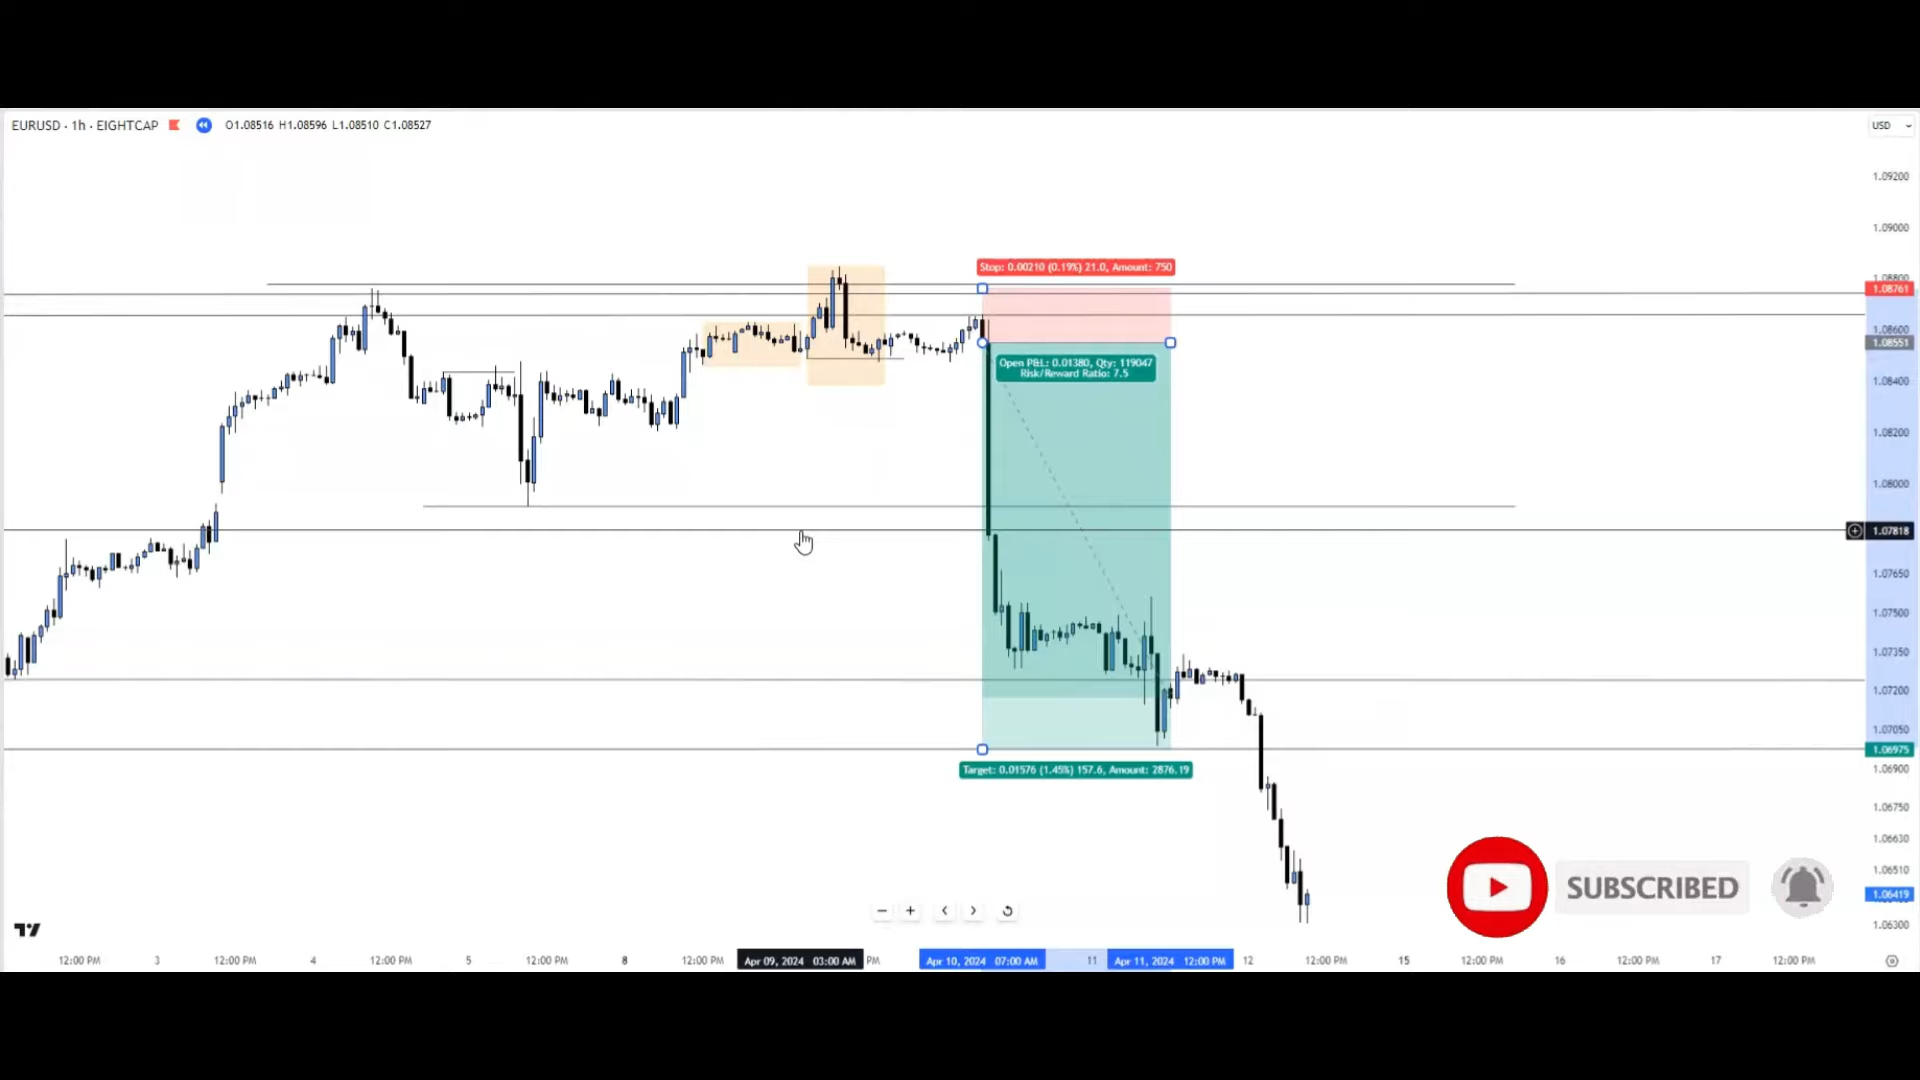 EURUSD · 1h · EIGHTCAP O1.08516 H1.08596 L1.08510 C1.08527
USD
1.09200
1.09000
1.08800
1.08761
1.08600
1.08551
1.08400
1.08200
1.08000
1.07818
1.07650
1.07500
1.07350
1.07200
1.07050
1.06975
1.06900
1.06750
1.06630
1.06510
1.06419
1.06300
Stop: 0.00210 (0.19%) 21.0, Amount: 750
Open P&L: 0.01380, Qty: 119047
Risk/Reward Ratio: 7.5
Target: 0.01576 (1.45%) 157.6, Amount: 2876.19
SUBSCRIBED
12:00 PM 3 12:00 PM 4 12:00 PM 5 12:00 PM 8 12:00 PM Apr 09, 2024 03:00 AM PM Apr 10, 2024 07:00 AM 11 Apr 11, 2024 12:00 PM 12 12:00 PM 15 12:00 PM 16 12:00 PM 17 12:00 PM